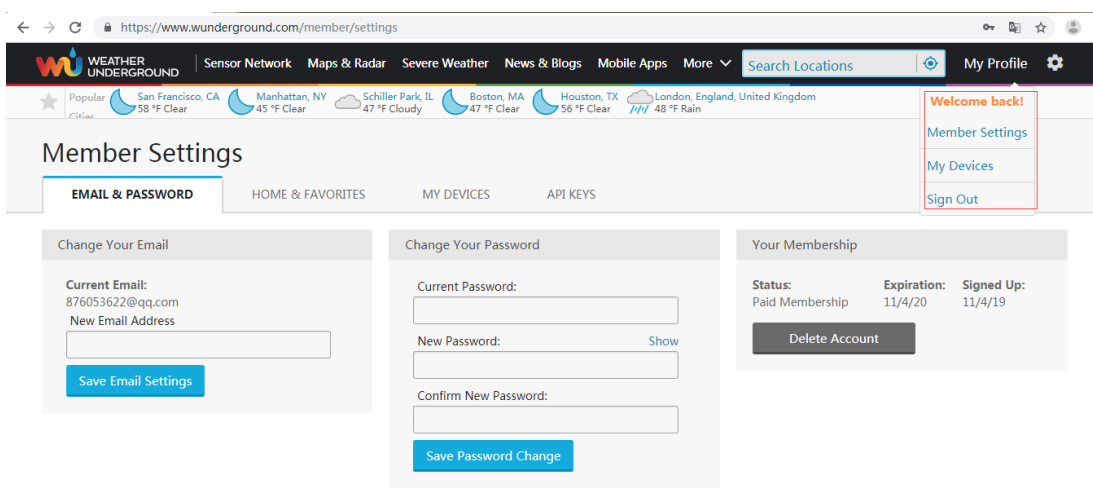 https://www.wunderground.com/member/settings
WEATHER UNDERGROUND
Sensor Network Maps & Radar Severe Weather News & Blogs Mobile Apps More Search Locations My Profile
Popular Cities
San Francisco, CA
58 °F Clear
Manhattan, NY
45 °F Clear
Schiller Park, IL
47 °F Cloudy
Boston, MA
47 °F Clear
Houston, TX
56 °F Clear
London, England, United Kingdom
48 °F Rain
Welcome back!
Member Settings
My Devices
Sign Out
Member Settings
EMAIL & PASSWORD HOME & FAVORITES MY DEVICES API KEYS
Change Your Email
Current Email:
876053622@qq.com
New Email Address
Save Email Settings
Change Your Password
Current Password:
New Password: Show
Confirm New Password:
Save Password Change
Your Membership
Status: Expiration: Signed Up:
Paid Membership 11/4/20 11/4/19
Delete Account